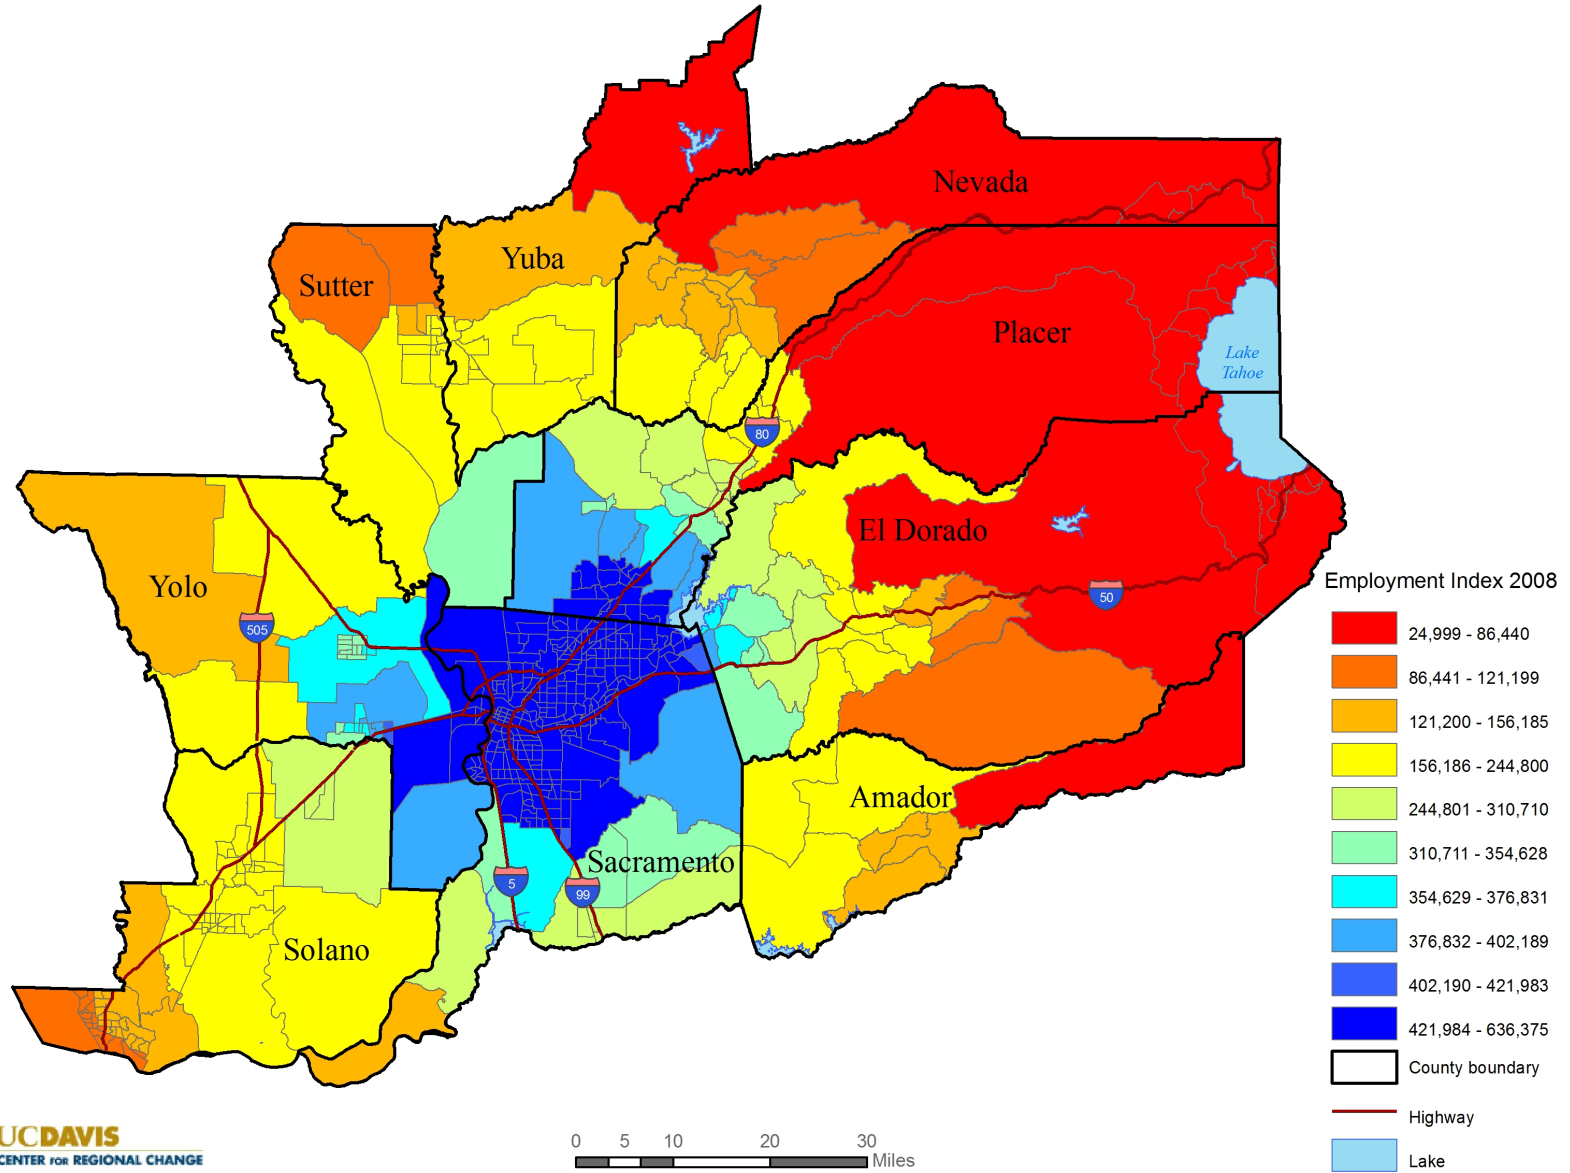 Nevada
Yuba
Sutter
Placer
Lake
Tahoe
80
El Dorado
Yolo
50
505
Amador
Sacramento
5
99
Solano
Employment Index 2008
24,999 - 86,440
86,441 - 121,199
121,200 - 156,185
156,186 - 244,800
244,801 - 310,710
310,711 - 354,628
354,629 - 376,831
376,832 - 402,189
402,190 - 421,983
421,984 - 636,375
County boundary
Highway
Lake
UCDAVIS
CENTER FOR REGIONAL CHANGE
0 5 10 20 30
Miles